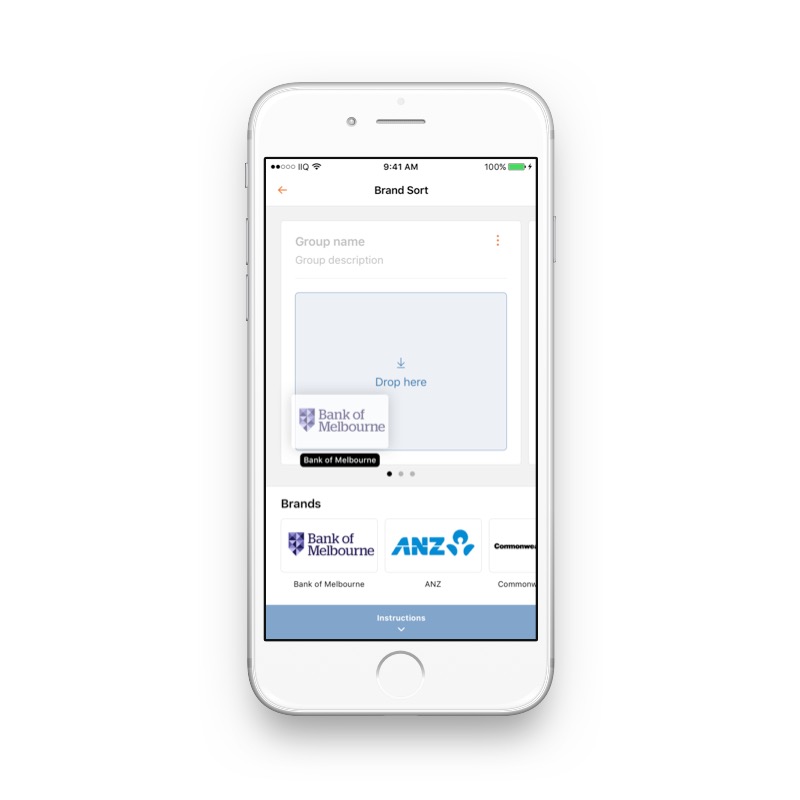 IIQ
9:41 AM
100%
Brand Sort
Group name
Group description
Drop here
Bank of
Melbourne
Bank of Melbourne
Brands
Bank of
Melbourne
ANZ
Commonwea
Bank of Melbourne
ANZ
Commonw
Instructions